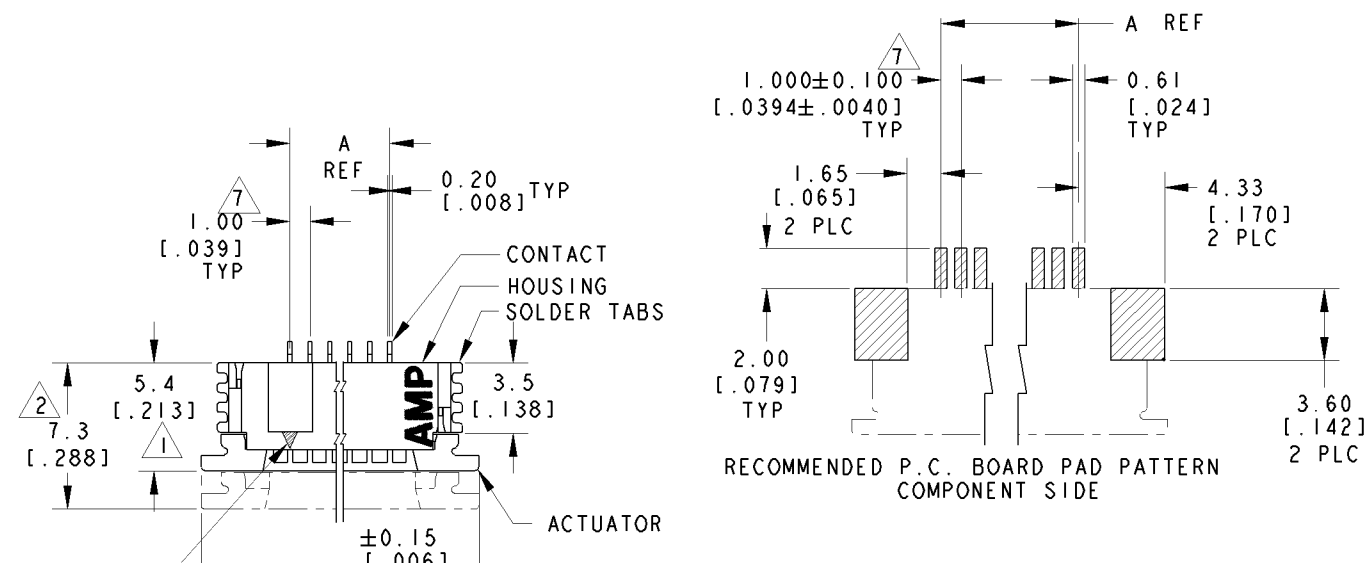 A
REF
0.20
[.008] TYP
7
1.00
[.039]
TYP
CONTACT
HOUSING
SOLDER TABS
5.4
[.213]
3.5
[.138]
2
7.3
[.288]
1
AMP
ACTUATOR
±0.15
[.006]
A REF
7
1.000±0.100
[.0394±.0040]
TYP
0.61
[.024]
TYP
1.65
[.065]
2 PLC
4.33
[.170]
2 PLC
2.00
[.079]
TYP
3.60
[.142]
2 PLC
RECOMMENDED P.C. BOARD PAD PATTERN
COMPONENT SIDE